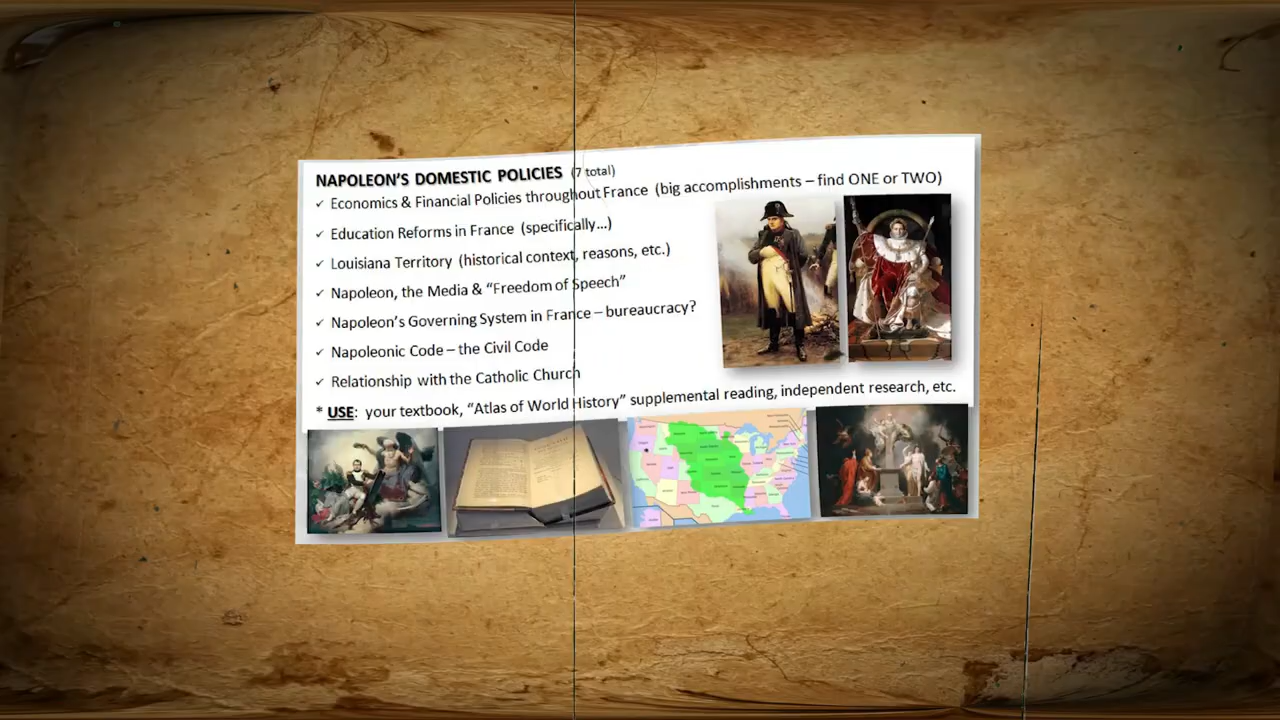 NAPOLEON'S DOMESTIC POLICIES (7 total)
✓ Economics & Financial Policies throughout France (big accomplishments – find ONE or TWO)
✓ Education Reforms in France (specifically...)
✓ Louisiana Territory (historical context, reasons, etc.)
✓ Napoleon, the Media & “Freedom of Speech”
✓ Napoleon's Governing System in France – bureaucracy?
✓ Napoleonic Code – the Civil Code
✓ Relationship with the Catholic Church
* USE: your textbook, “Atlas of World History” supplemental reading, independent research, etc.